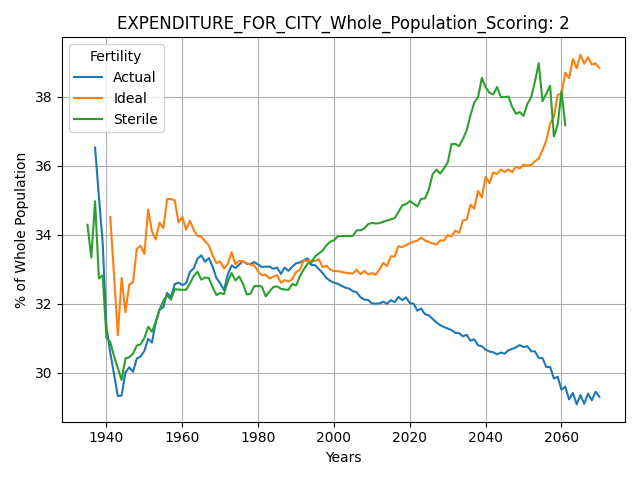 EXPENDITURE_FOR_CITY_Whole_Population_Scoring: 2
Fertility
Actual
Ideal
Sterile
% of Whole Population
38
36
34
32
30
1940 1960 1980 2000 2020 2040 2060
Years